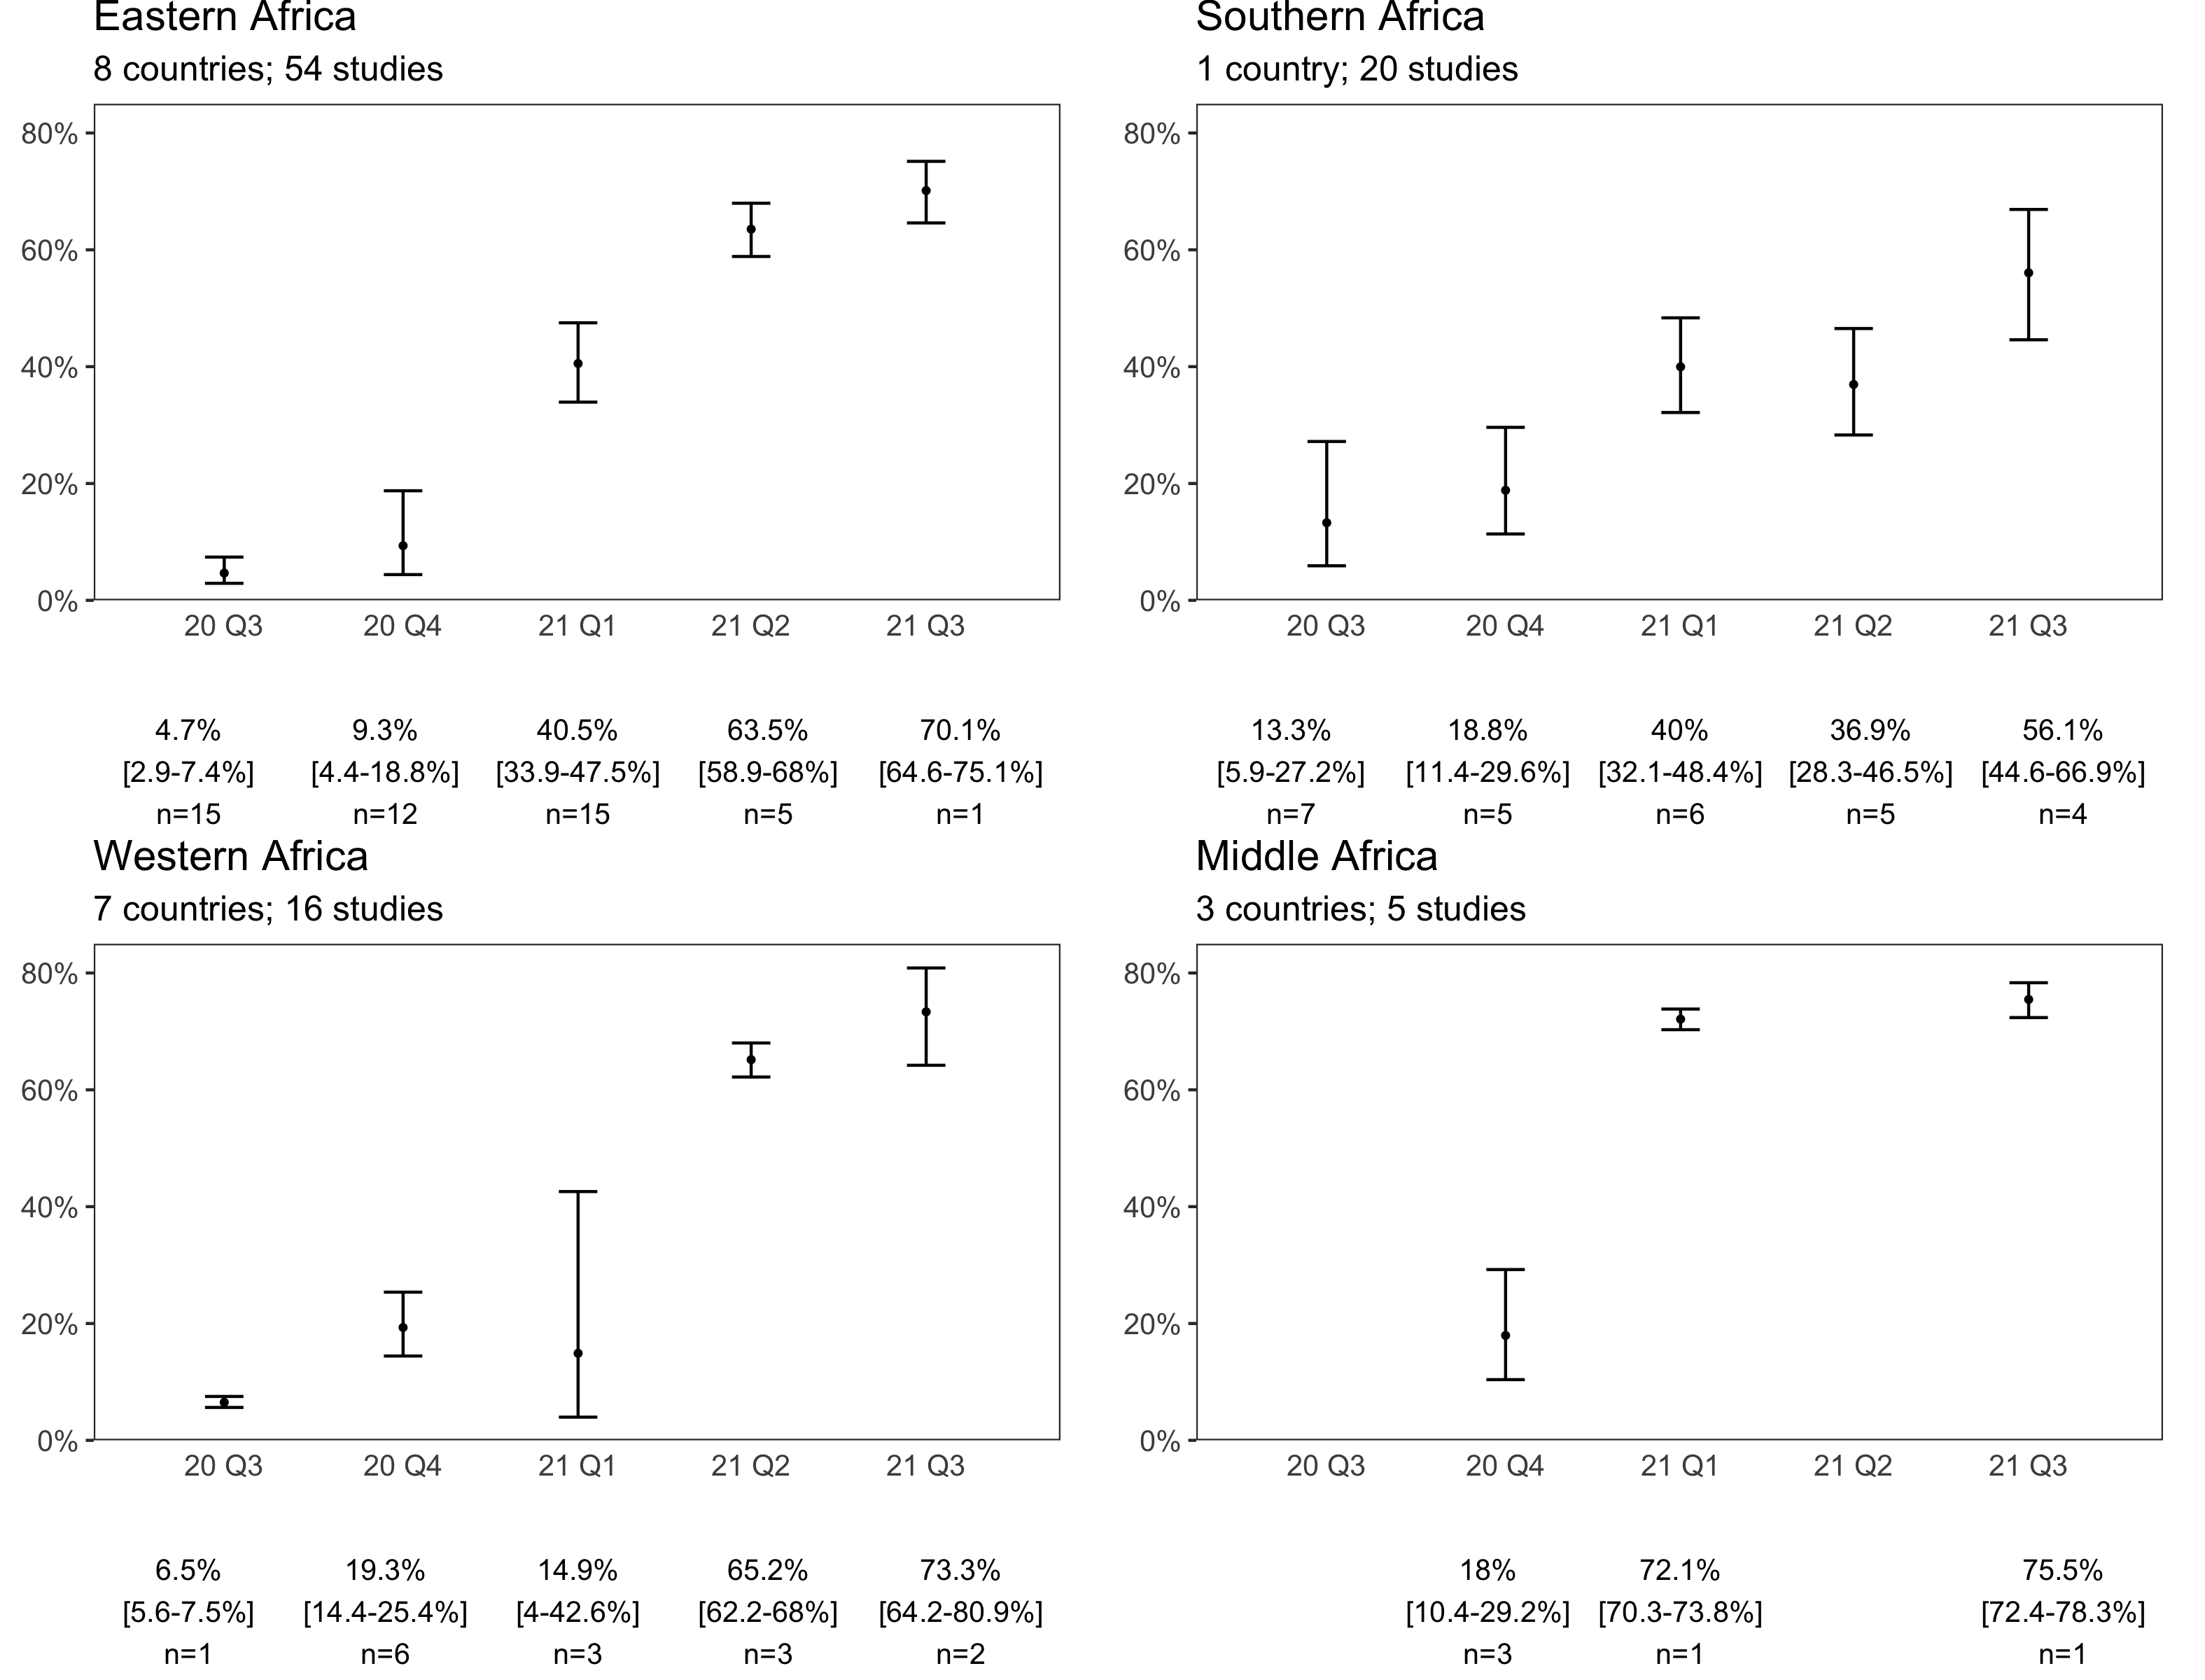 Eastern Africa
8 countries; 54 studies
80%
60%
40%
20%
0%
20 Q3 20 Q4 21 Q1 21 Q2 21 Q3
4.7% 9.3% 40.5% 63.5% 70.1%
[2.9-7.4%] [4.4-18.8%] [33.9-47.5%] [58.9-68%] [64.6-75.1%]
n=15 n=12 n=15 n=5 n=1
Southern Africa
1 country; 20 studies
80%
60%
40%
20%
0%
20 Q3 20 Q4 21 Q1 21 Q2 21 Q3
13.3% 18.8% 40% 36.9% 56.1%
[5.9-27.2%] [11.4-29.6%] [32.1-48.4%] [28.3-46.5%] [44.6-66.9%]
n=7 n=5 n=6 n=5 n=4
Western Africa
7 countries; 16 studies
80%
60%
40%
20%
0%
20 Q3 20 Q4 21 Q1 21 Q2 21 Q3
6.5% 19.3% 14.9% 65.2% 73.3%
[5.6-7.5%] [14.4-25.4%] [4-42.6%] [62.2-68%] [64.2-80.9%]
n=1 n=6 n=3 n=3 n=2
Middle Africa
3 countries; 5 studies
80%
60%
40%
20%
0%
20 Q3 20 Q4 21 Q1 21 Q2 21 Q3
18% 72.1% 75.5%
[10.4-29.2%] [70.3-73.8%] [72.4-78.3%]
n=3 n=1 n=1